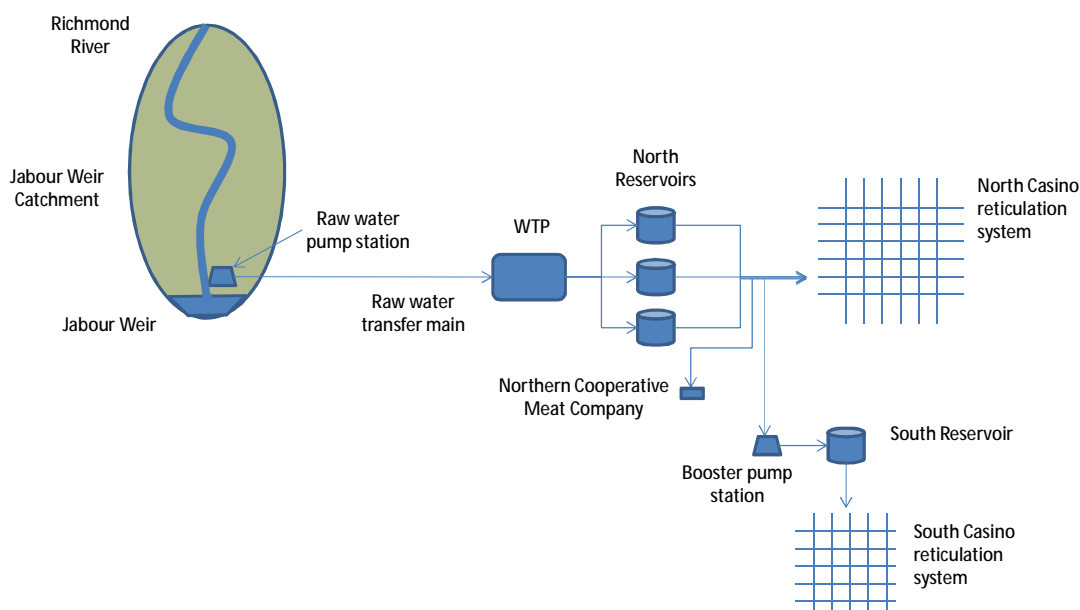 Richmond
River
Jabour Weir
Catchment
Raw water
pump station
Jabour Weir
Raw water
transfer main
WTP
North
Reservoirs
Northern Cooperative
Meat Company
North Casino
reticulation
system
Booster pump
station
South Reservoir
South Casino
reticulation
system